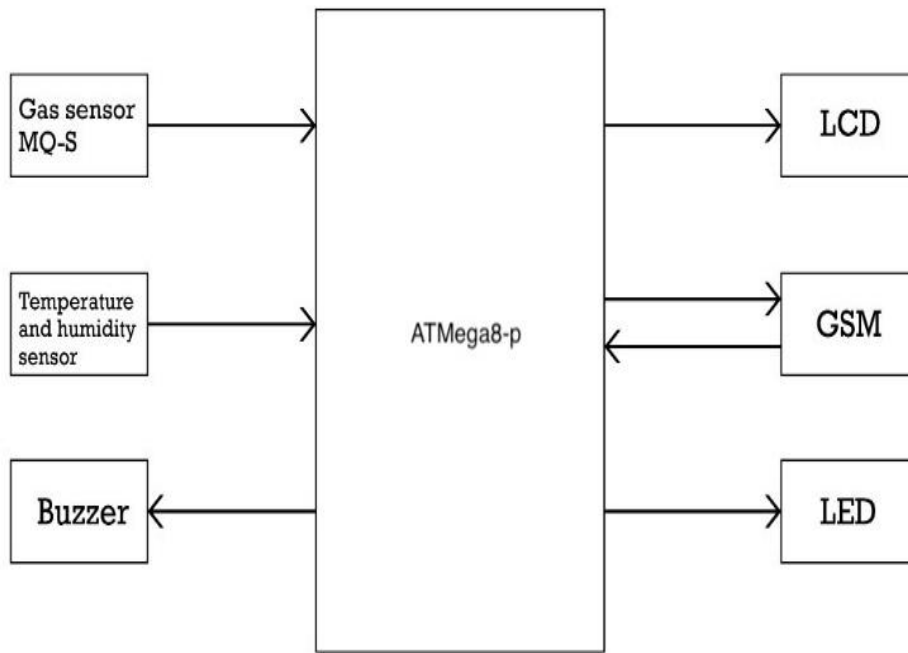 Gas sensor
MQ-S
Temperature
and humidity
sensor
Buzzer
ATMega8-p
LCD
GSM
LED